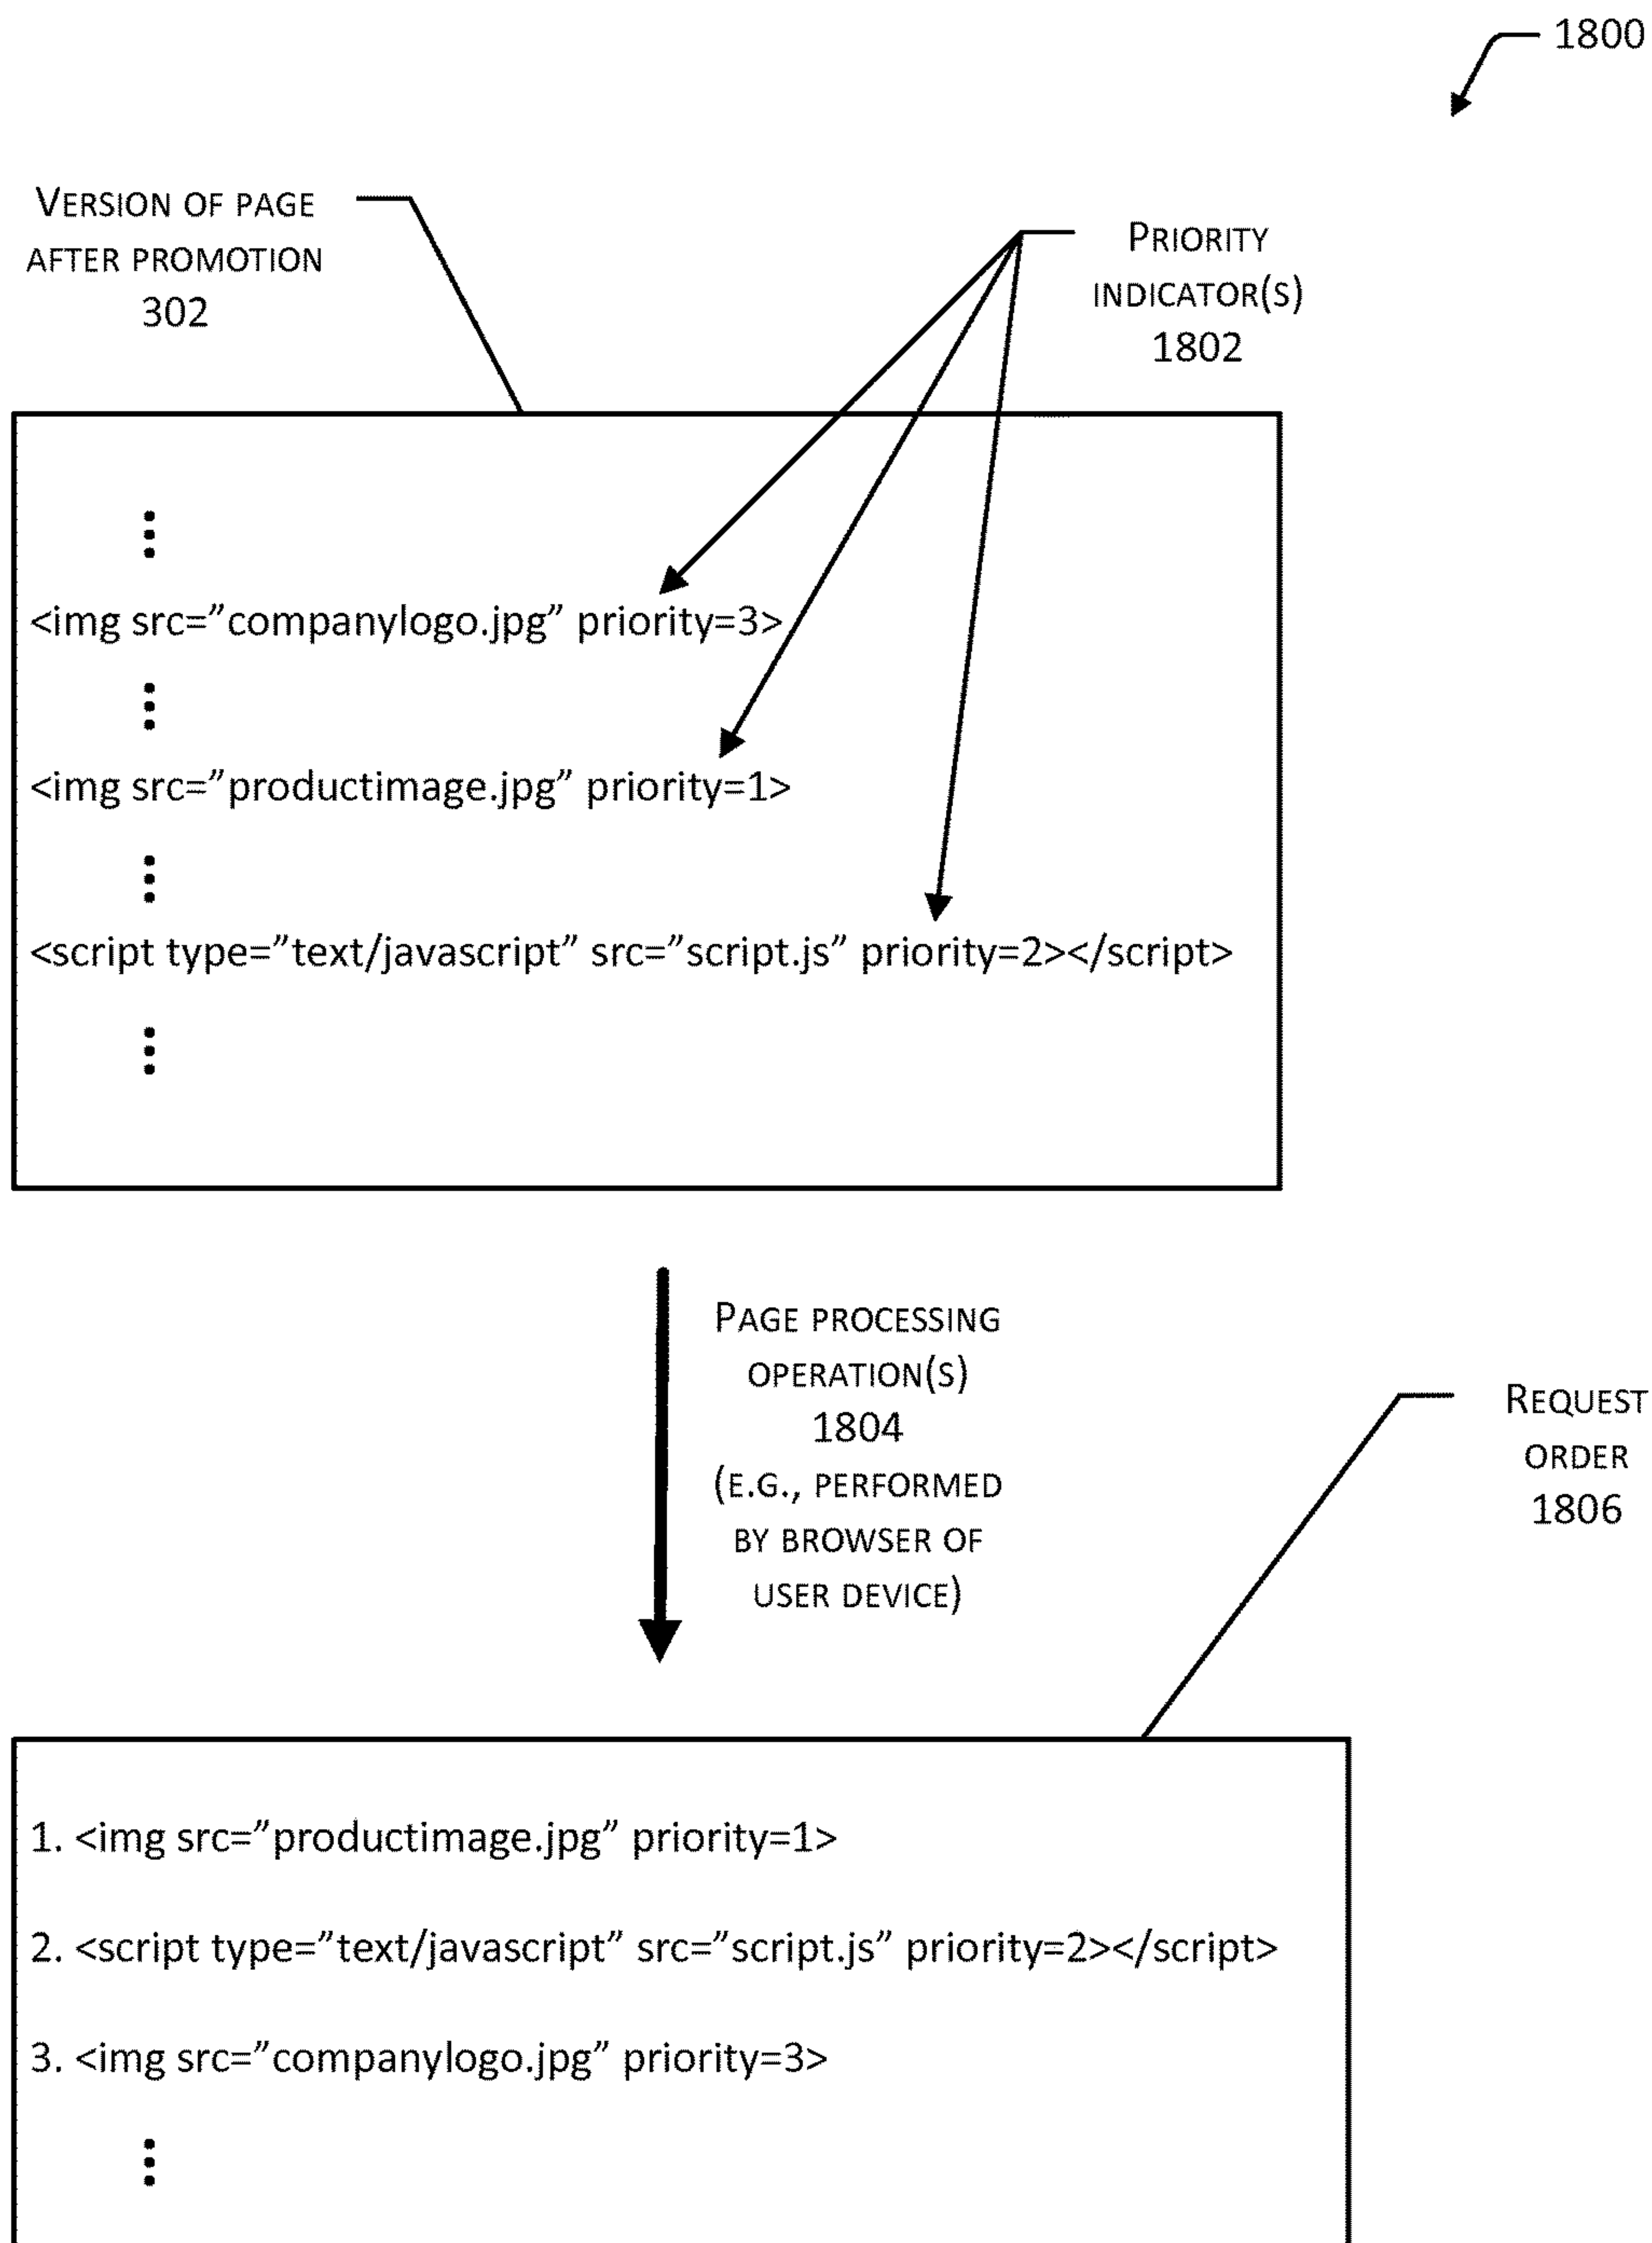 1800
VERSION OF PAGE
AFTER PROMOTION
302
PRIORITY
INDICATOR(S)
1802
<img src=”companylogo.jpg” priority=3>
<img src=”productimage.jpg” priority=1>
<script type=”text/javascript” src=”script.js” priority=2></script>
PAGE PROCESSING
OPERATION(S)
1804
(E.G., PERFORMED
BY BROWSER OF
USER DEVICE)
REQUEST
ORDER
1806
1. <img src=”productimage.jpg” priority=1>
2. <script type=”text/javascript” src=”script.js” priority=2></script>
3. <img src=”companylogo.jpg” priority=3>